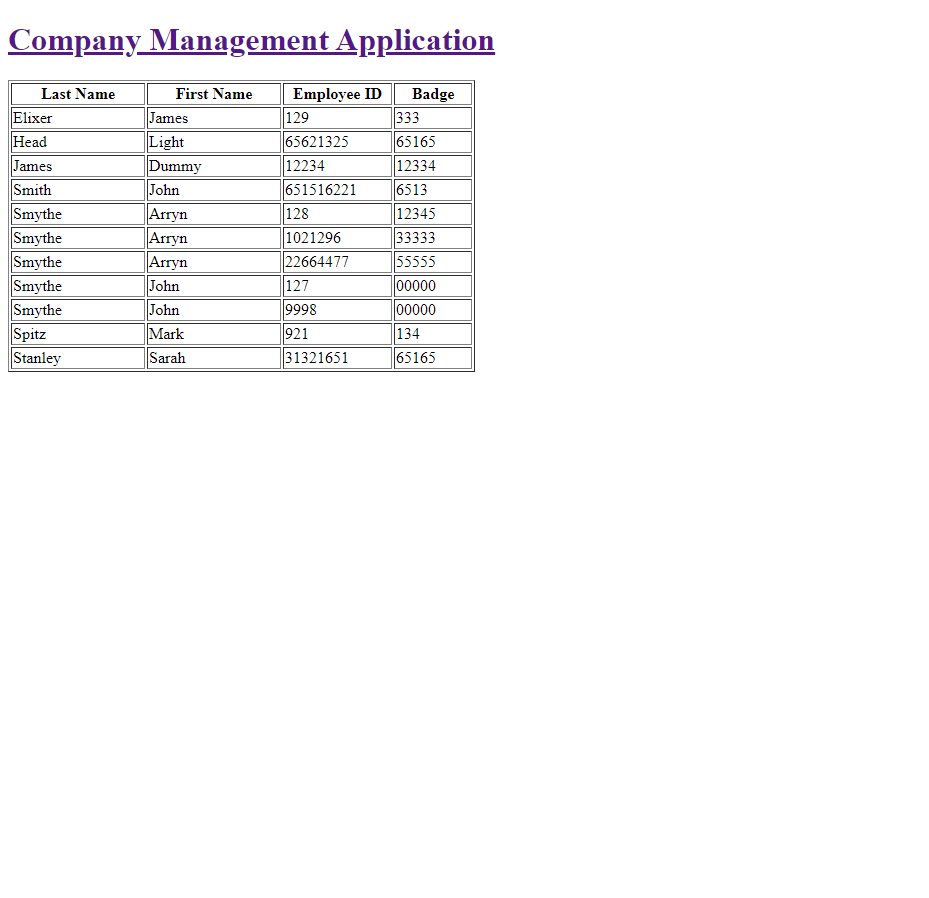 Company Management Application
Last Name First Name Employee ID Badge
Elixer James 129 333
Head Light 65621325 65165
James Dummy 12234 12334
Smith John 651516221 6513
Smythe Arryn 128 12345
Smythe Arryn 1021296 33333
Smythe Arryn 22664477 55555
Smythe John 127 00000
Smythe John 9998 00000
Spitz Mark 921 134
Stanley Sarah 31321651 65165